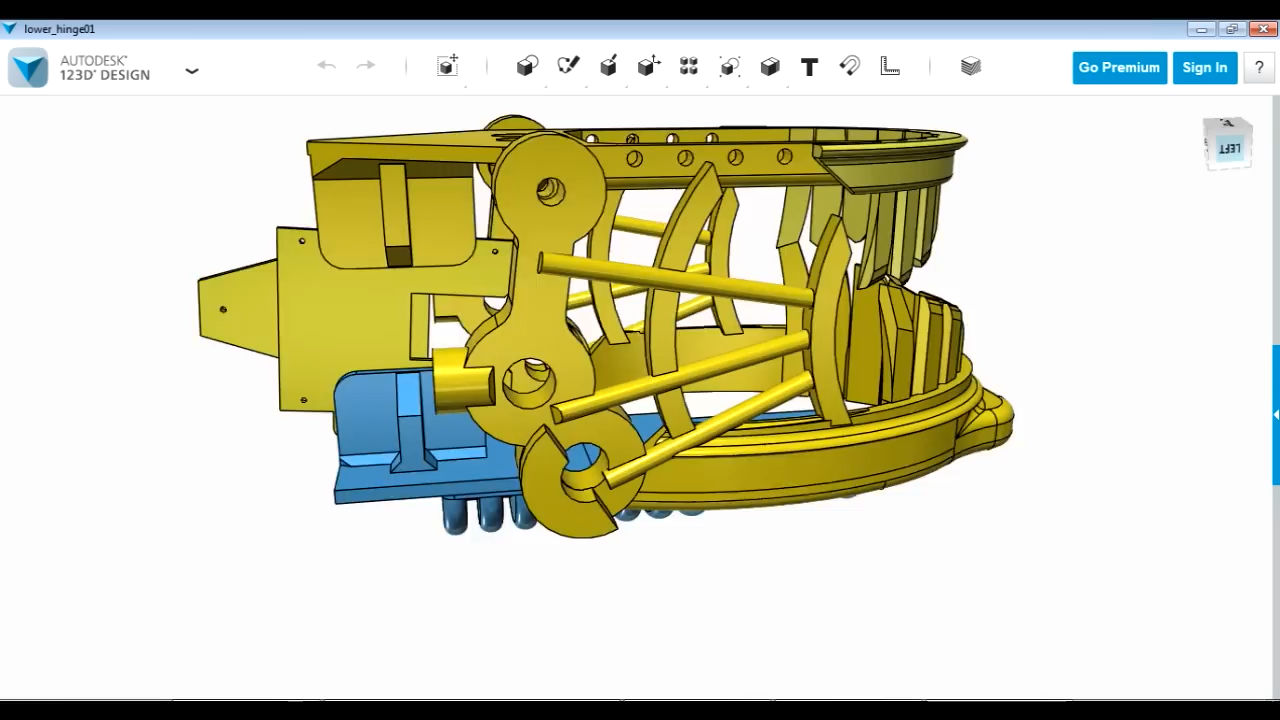 lower_hinge01
AUTODESK®
123D® DESIGN
Go Premium
Sign In
?
LEFT